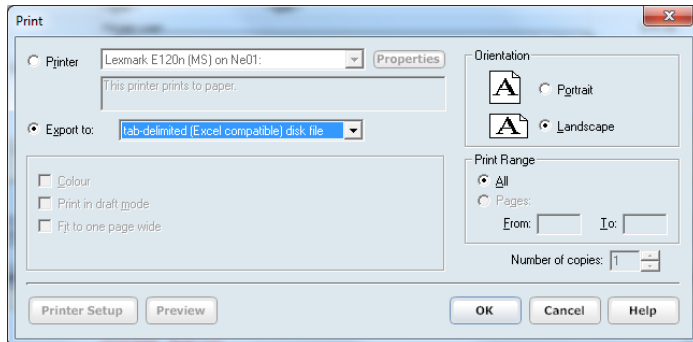 Print
Printer
Lexmark E120n (MS) on Ne01:
Properties
This printer prints to paper.
Export to:
tab-delimited (Excel compatible) disk file
Colour
Print in draft mode
Fit to one page wide
Orientation
A
Portrait
A
Landscape
Print Range
All
Pages:
From:
To:
Number of copies: 1
Printer Setup
Preview
OK
Cancel
Help